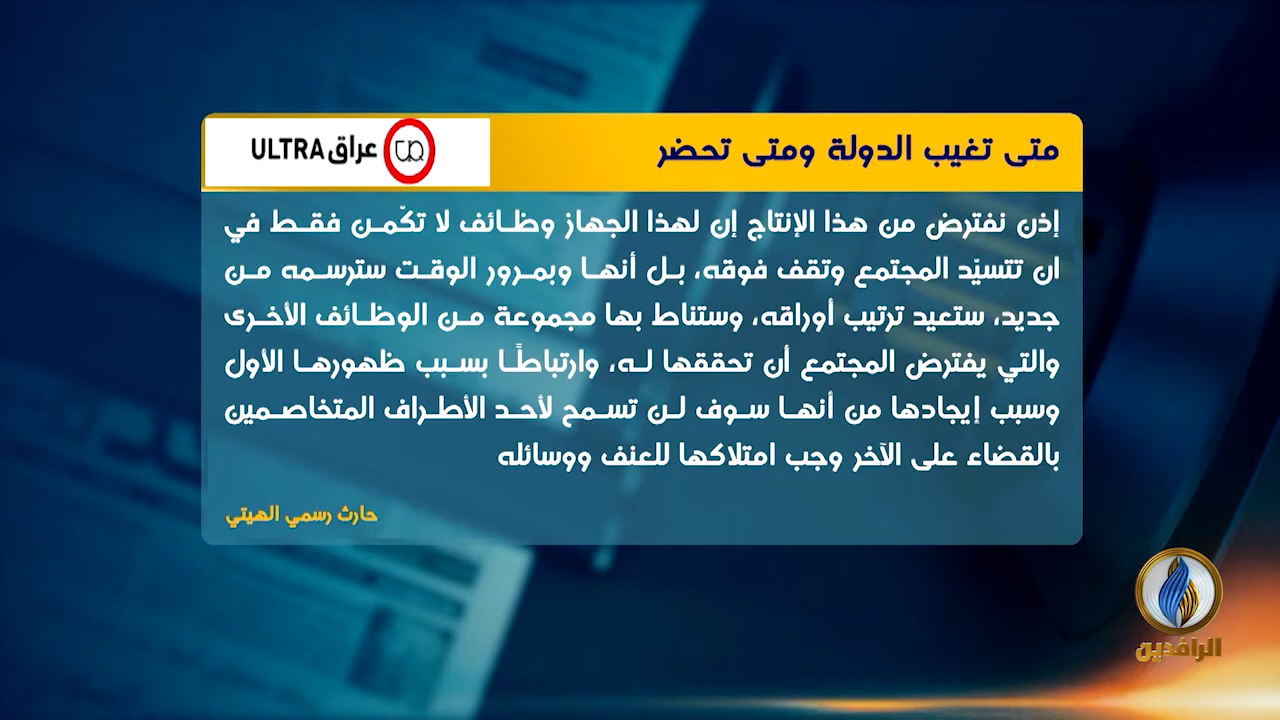 متى تغيب الدولة ومتى تحضر
ULTRA عراق
إذن نفترض من هذا الإنتاج إن لهذا الجهاز وظائف لا تكّمن فقط في
ان تتسيّد المجتمع وتقف فوقه، بل أنها وبمرور الوقت سترسمه من
جديد، ستعيد ترتيب أوراقه، وستناط بها مجموعة من الوظائف الأخرى
والتي يفترض المجتمع أن تحققها له، وارتباطًا بسبب ظهورها الأول
وسبب إيجادها من أنها سوف لن تسمح لأحد الأطراف المتخاصمين
بالقضاء على الآخر وجب امتلاكها للعنف ووسائله
حارث رسمي الهيتي
الرافدين